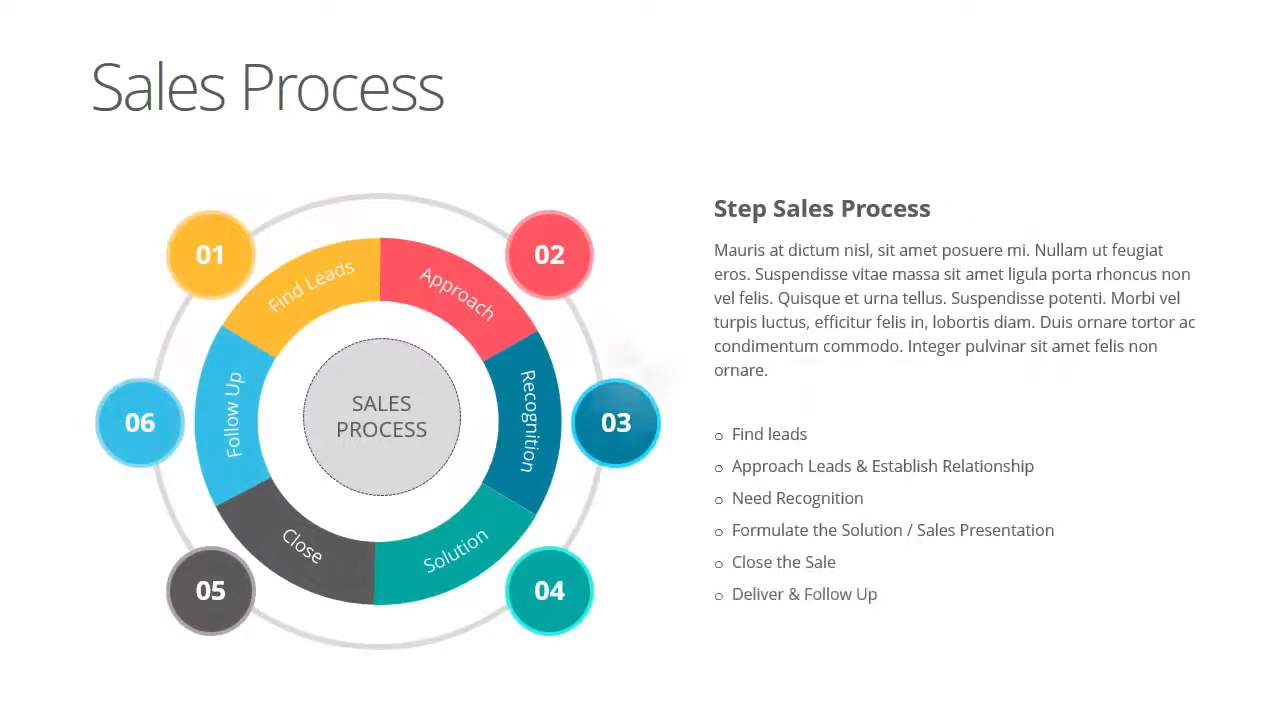 Sales Process
01
02
03
04
05
06
Find Leads
Approach
Recognition
Solution
Close
Follow Up
SALES
PROCESS
Step Sales Process
Mauris at dictum nisl, sit amet posuere mi. Nullam ut feugiat
eros. Suspendisse vitae massa sit amet ligula porta rhoncus non
vel felis. Quisque et urna tellus. Suspendisse potenti. Morbi vel
turpis luctus, efficitur felis in, lobortis diam. Duis ornare tortor ac
condimentum commodo. Integer pulvinar sit amet felis non
ornare.
Find leads
Approach Leads & Establish Relationship
Need Recognition
Formulate the Solution / Sales Presentation
Close the Sale
Deliver & Follow Up